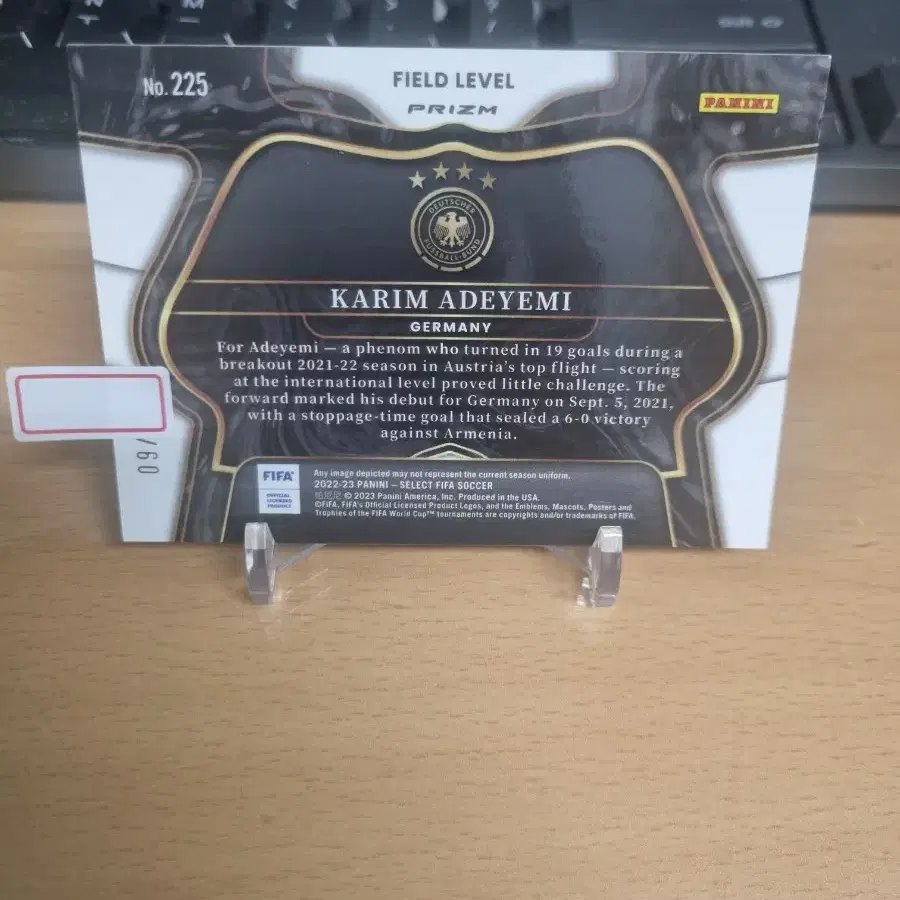 No. 225
FIELD LEVEL
PRIZM
PANINI
DEUTSCHER
FUSSBALL-BUND
KARIM ADEYEMI
GERMANY
For Adeyemi — a phenom who turned in 19 goals during a
breakout 2021-22 season in Austria's top flight — scoring
at the international level proved little challenge. The
forward marked his debut for Germany on Sept. 5, 2021,
with a stoppage-time goal that sealed a 6-0 victory
against Armenia.
/60
FIFA
OFFICIAL
LICENSED
PRODUCT
Any image depicted may not represent the current season uniform.
2022-23 PANINI – SELECT FIFA SOCCER
帕尼尼 © 2023 Panini America, Inc. Produced in the USA.
©FIFA, FIFA's Official Licensed Product Logos, and the Emblems, Mascots, Posters and
Trophies of the FIFA World Cup™ tournaments are copyrights and/or trademarks of FIFA.